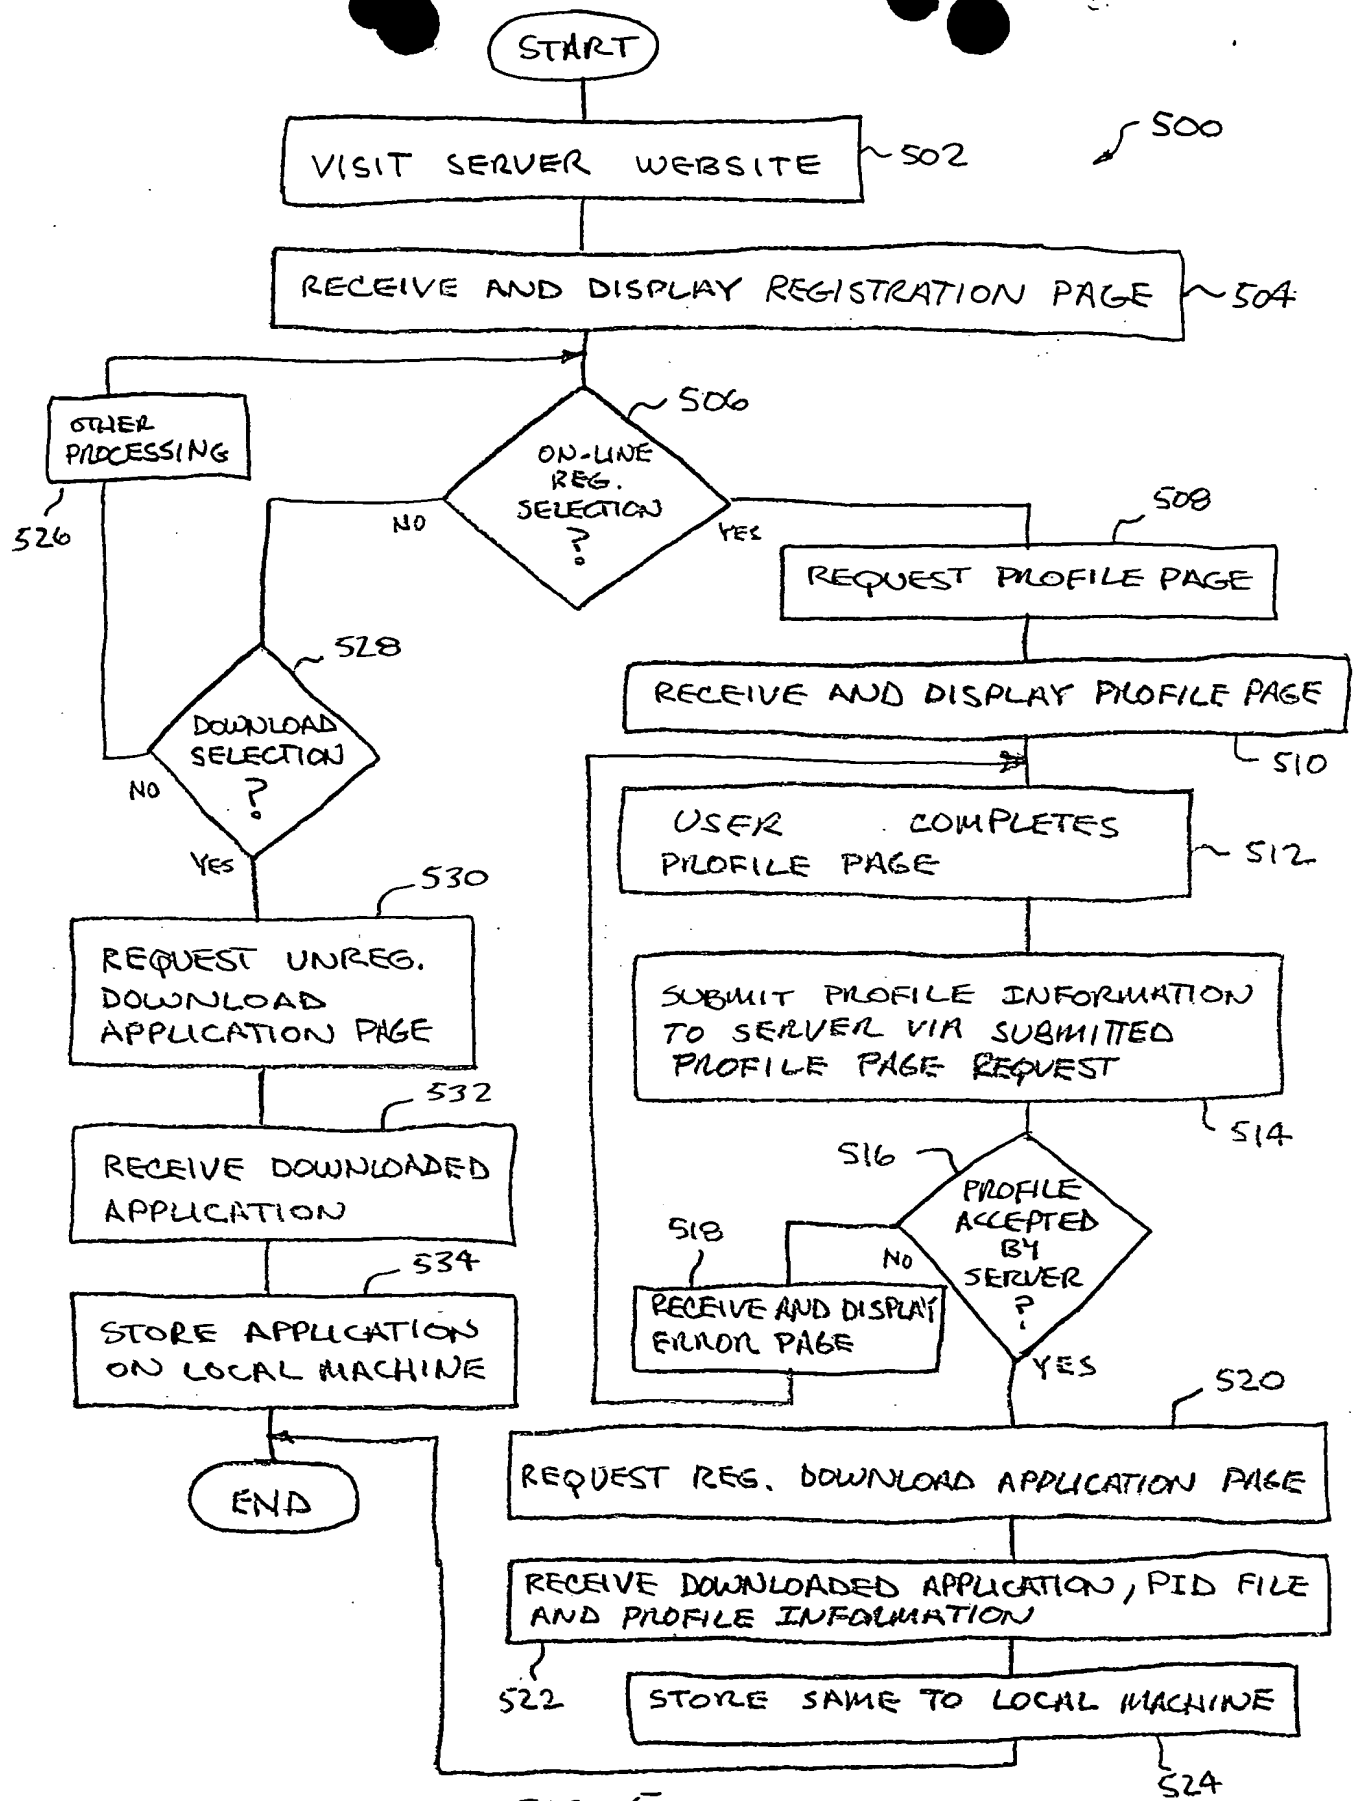 START
500
VISIT SERVER WEBSITE
502
RECEIVE AND DISPLAY REGISTRATION PAGE
504
506
OTHER
PROCESSING
526
ON-LINE
REG.
SELECTION
?
NO
YES
508
REQUEST PROFILE PAGE
528
RECEIVE AND DISPLAY PROFILE PAGE
510
DOWNLOAD
SELECTION
?
NO
YES
USER COMPLETES
PROFILE PAGE
512
530
REQUEST UNREG.
DOWNLOAD
APPLICATION PAGE
SUBMIT PROFILE INFORMATION
TO SERVER VIA SUBMITTED
PROFILE PAGE REQUEST
514
532
RECEIVE DOWNLOADED
APPLICATION
516
PROFILE
ACCEPTED
BY
SERVER
?
NO
YES
518
RECEIVE AND DISPLAY
ERROR PAGE
534
STORE APPLICATION
ON LOCAL MACHINE
520
REQUEST REG. DOWNLOAD APPLICATION PAGE
END
RECEIVE DOWNLOADED APPLICATION, PID FILE
AND PROFILE INFORMATION
522
STORE SAME TO LOCAL MACHINE
524